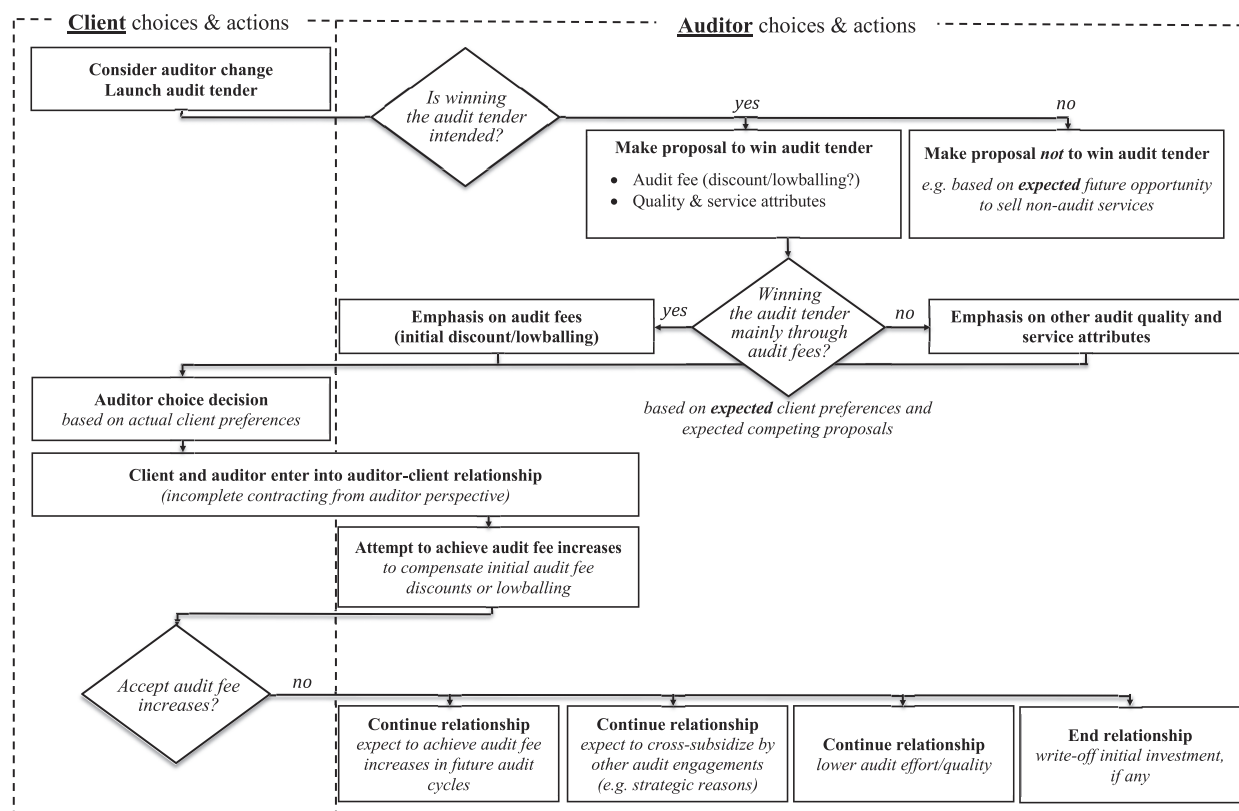 Client choices & actions
Auditor choices & actions
Consider auditor change
Launch audit tender
Is winning
the audit tender
intended?
yes
no
Make proposal to win audit tender
• Audit fee (discount/lowballing?)
• Quality & service attributes
Make proposal not to win audit tender
e.g. based on expected future opportunity
to sell non-audit services
Emphasis on audit fees
(initial discount/lowballing)
yes
Winning
the audit tender
mainly through
audit fees?
no
Emphasis on other audit quality and
service attributes
based on expected client preferences and
expected competing proposals
Auditor choice decision
based on actual client preferences
Client and auditor enter into auditor-client relationship
(incomplete contracting from auditor perspective)
Attempt to achieve audit fee increases
to compensate initial audit fee
discounts or lowballing
Accept audit fee
increases?
no
Continue relationship
expect to achieve audit fee
increases in future audit
cycles
Continue relationship
expect to cross-subsidize by
other audit engagements
(e.g. strategic reasons)
Continue relationship
lower audit effort/quality
End relationship
write-off initial investment,
if any